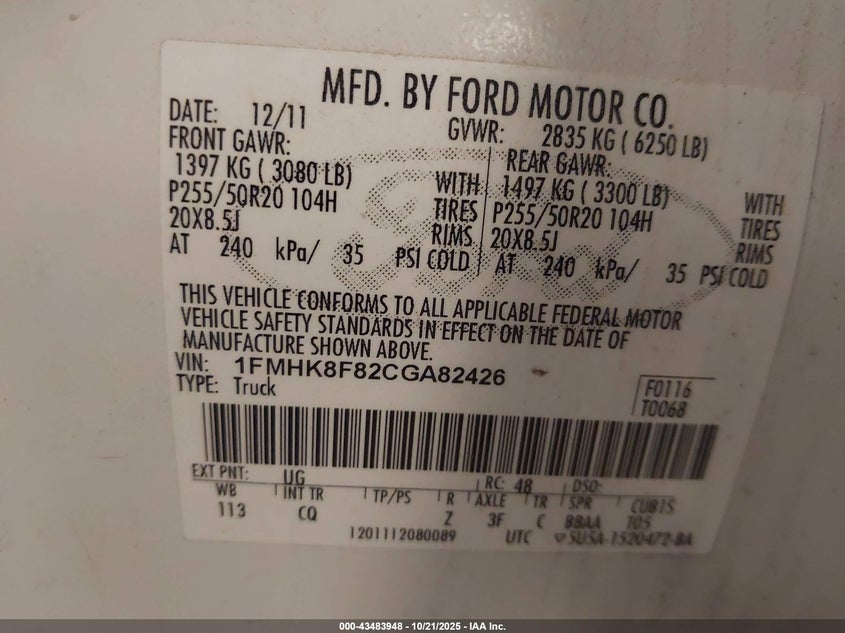 MFD. BY FORD MOTOR CO.
DATE: 12/11 GVWR: 2835 KG ( 6250 LB)
FRONT GAWR: REAR GAWR:
1397 KG ( 3080 LB) WITH 1497 KG ( 3300 LB) WITH
P255/50R20 104H TIRES P255/50R20 104H TIRES
20X8.5J RIMS 20X8.5J RIMS
AT 240 kPa/ 35 PSI COLD AT 240 kPa/ 35 PSI COLD
Ford
THIS VEHICLE CONFORMS TO ALL APPLICABLE FEDERAL MOTOR
VEHICLE SAFETY STANDARDS IN EFFECT ON THE DATE OF
MANUFACTURE SHOWN ABOVE.
VIN: 1FMHK8F82CGA82426
TYPE: Truck
F0116
T0068
EXT PNT: UG RC: 48 DSO:
WB INT TR TP/PS R AXLE TR SPR CUB15
113 CQ Z 3F C BBAA T05
1201112080089 UTC ▽5U5A-1520472-BA
000-43483948 - 10/21/2025 - IAA Inc.